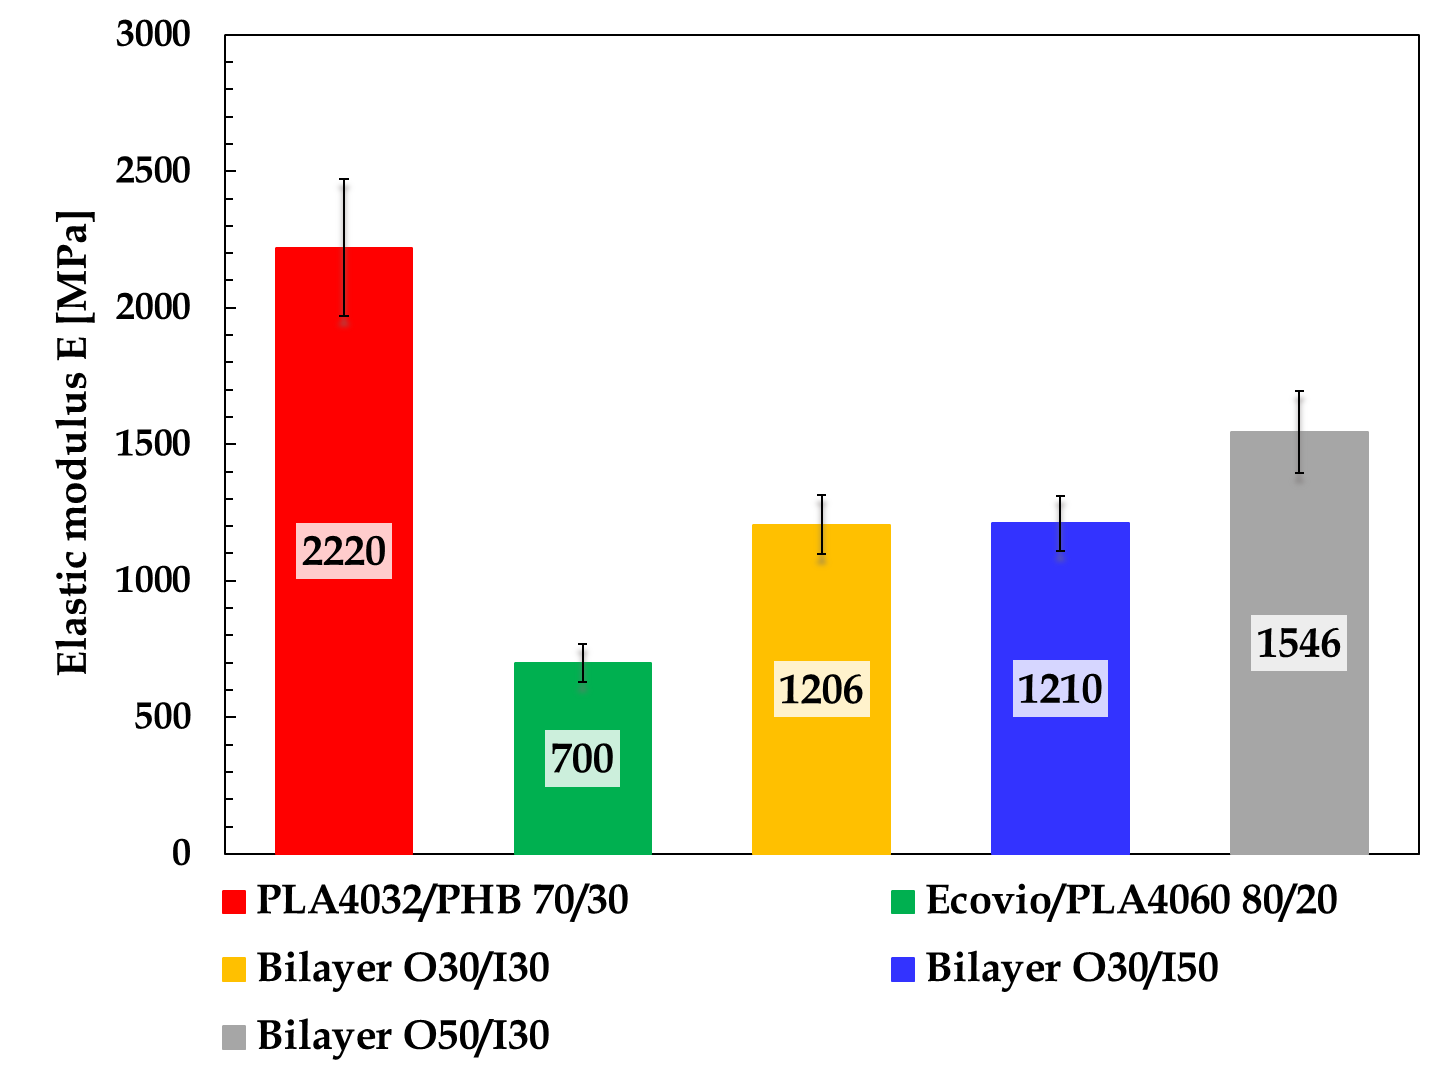 3000
2500
2000
1500
1000
500
0
Elastic modulus E [MPa]
2220
700
1206
1210
1546
PLA4032/PHB 70/30
Ecovio/PLA4060 80/20
Bilayer O30/I30
Bilayer O30/I50
Bilayer O50/I30